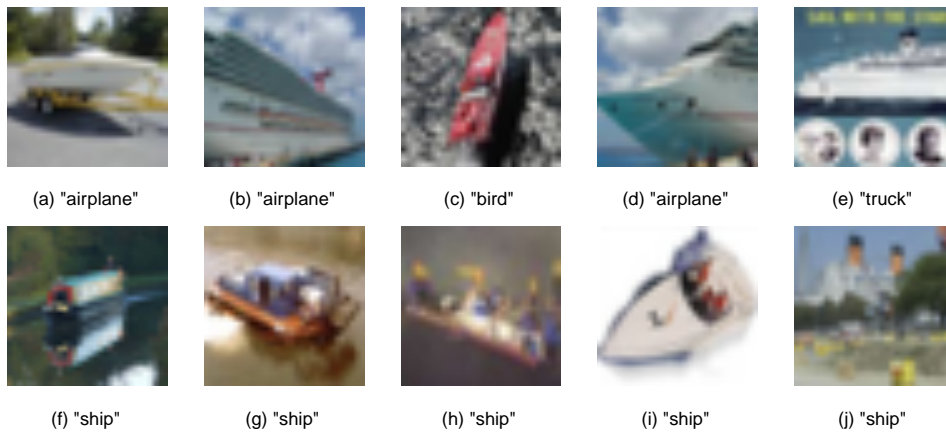 SAIL WITH THE STARS
(a) "airplane"
(b) "airplane"
(c) "bird"
(d) "airplane"
(e) "truck"
(f) "ship"
(g) "ship"
(h) "ship"
(i) "ship"
(j) "ship"